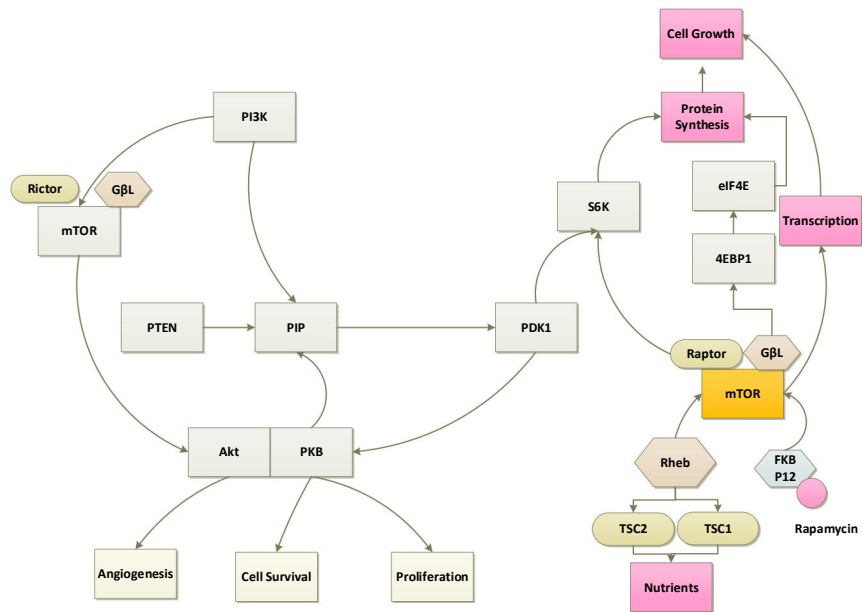 Cell Growth
PI3K
Protein
Synthesis
Rictor
GβL
eIF4E
S6K
mTOR
Transcription
4EBP1
PTEN
PIP
PDK1
Raptor
GβL
mTOR
Akt
PKB
Rheb
FKB
P12
TSC2
TSC1
Rapamycin
Angiogenesis
Cell Survival
Proliferation
Nutrients